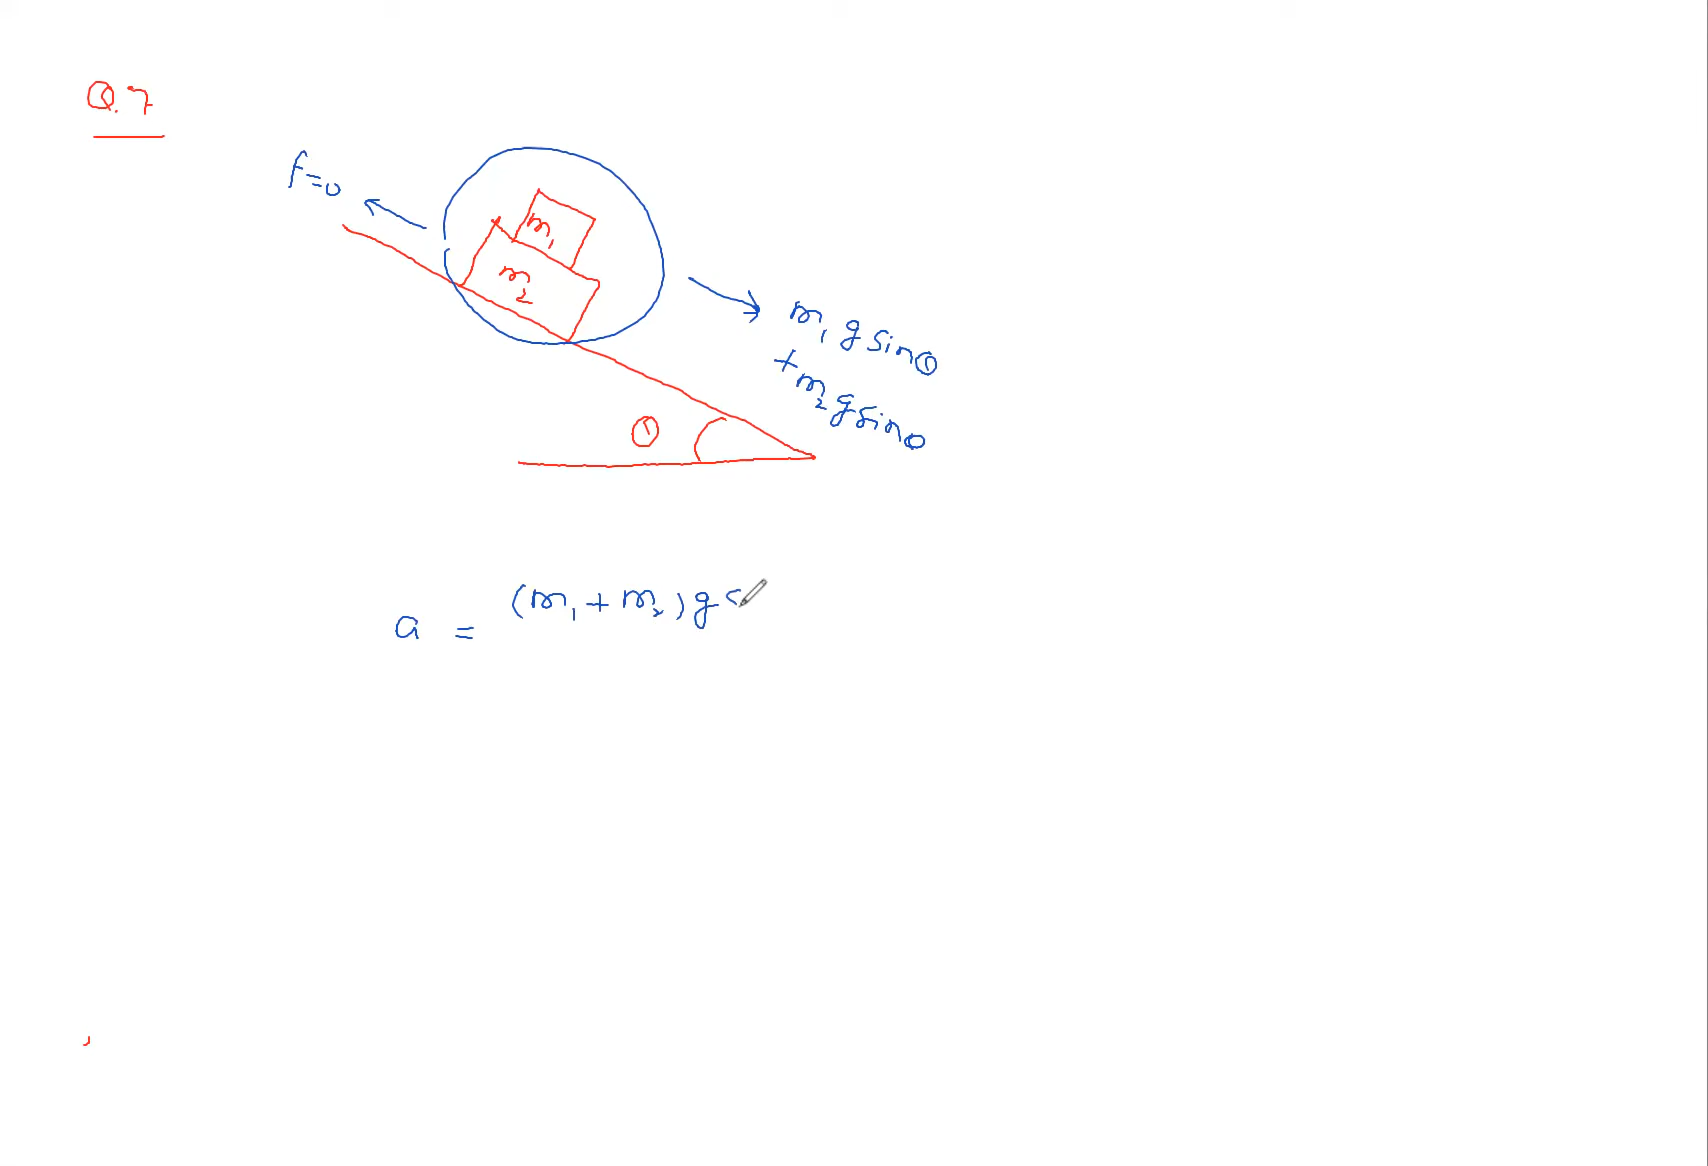 Q.7
f=0
m₁
m₂
m₁ g sinθ
+ m₂ g sinθ
θ
a = (m₁ + m₂) g s